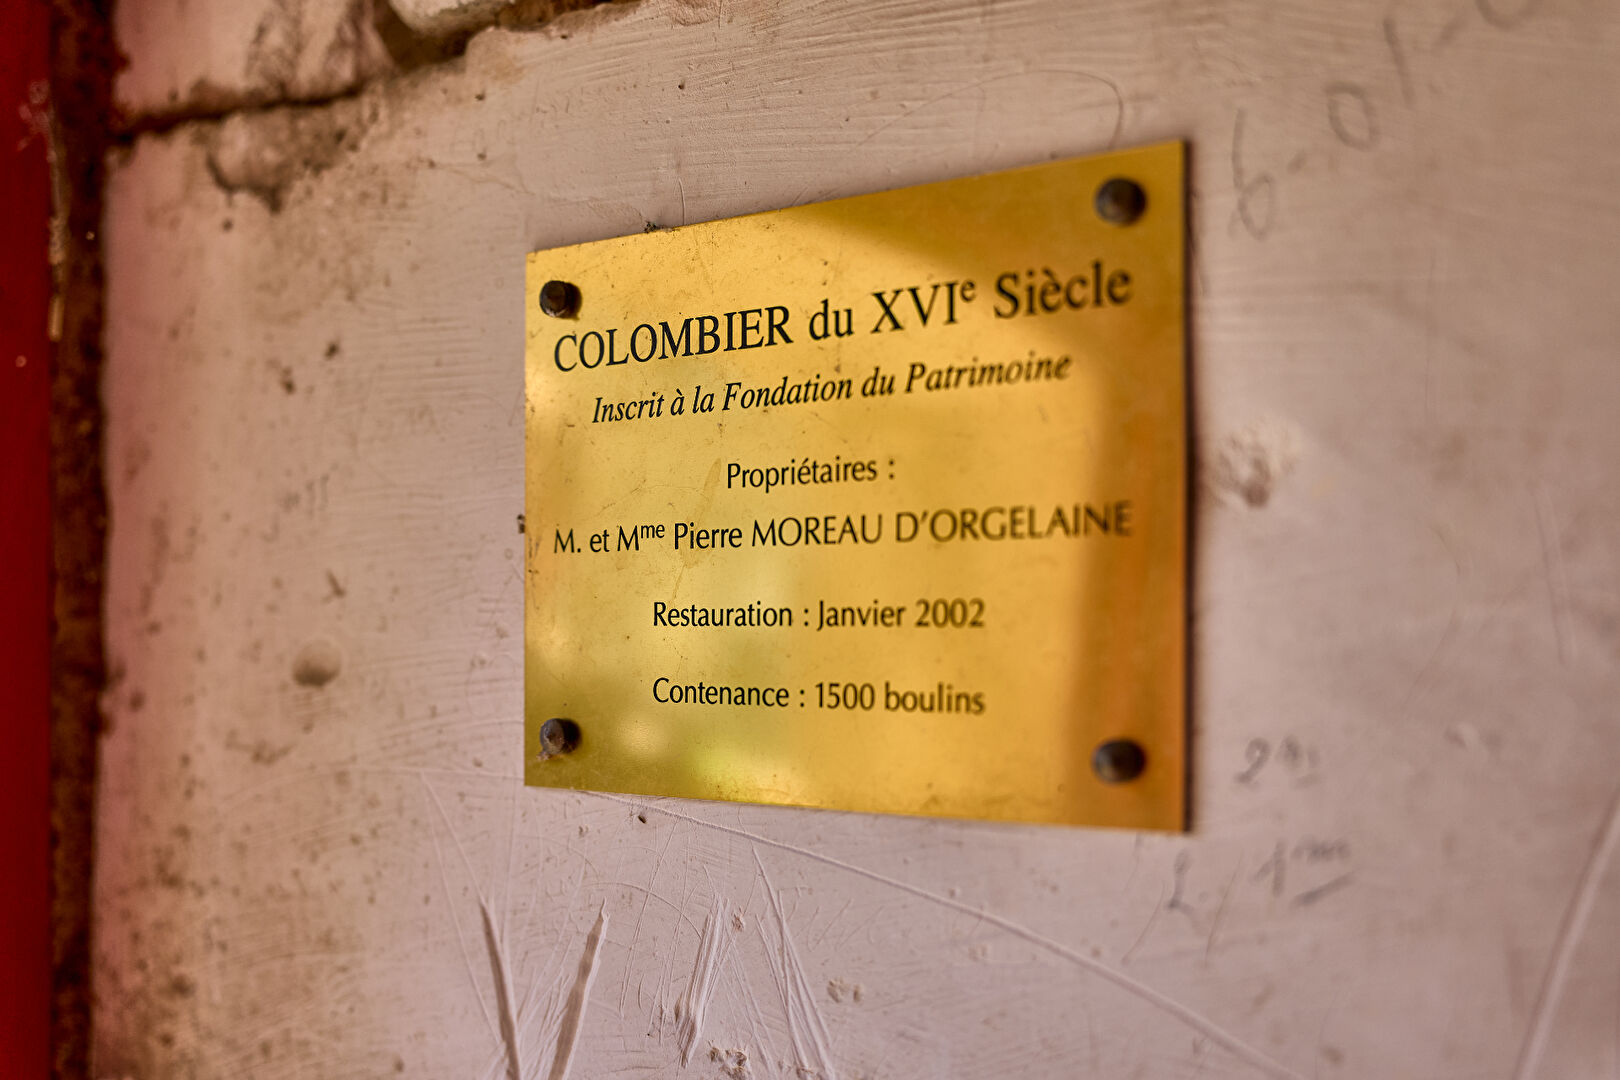 COLOMBIER du XVIe Siècle
Inscrit à la Fondation du Patrimoine
Propriétaires :
M. et Mme Pierre MOREAU D'ORGELAINE
Restauration : Janvier 2002
Contenance : 1500 boulins